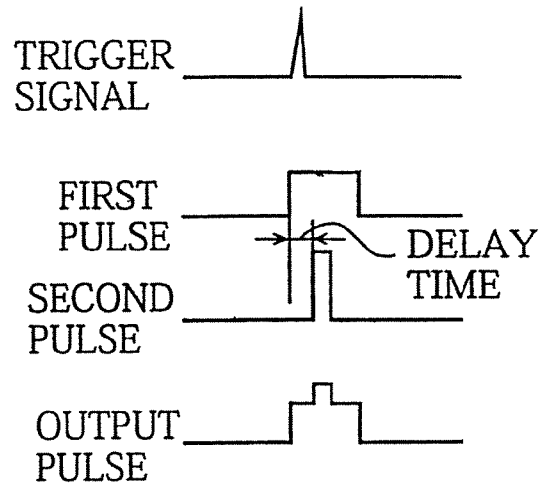 TRIGGER
SIGNAL
FIRST
PULSE
DELAY
TIME
SECOND
PULSE
OUTPUT
PULSE